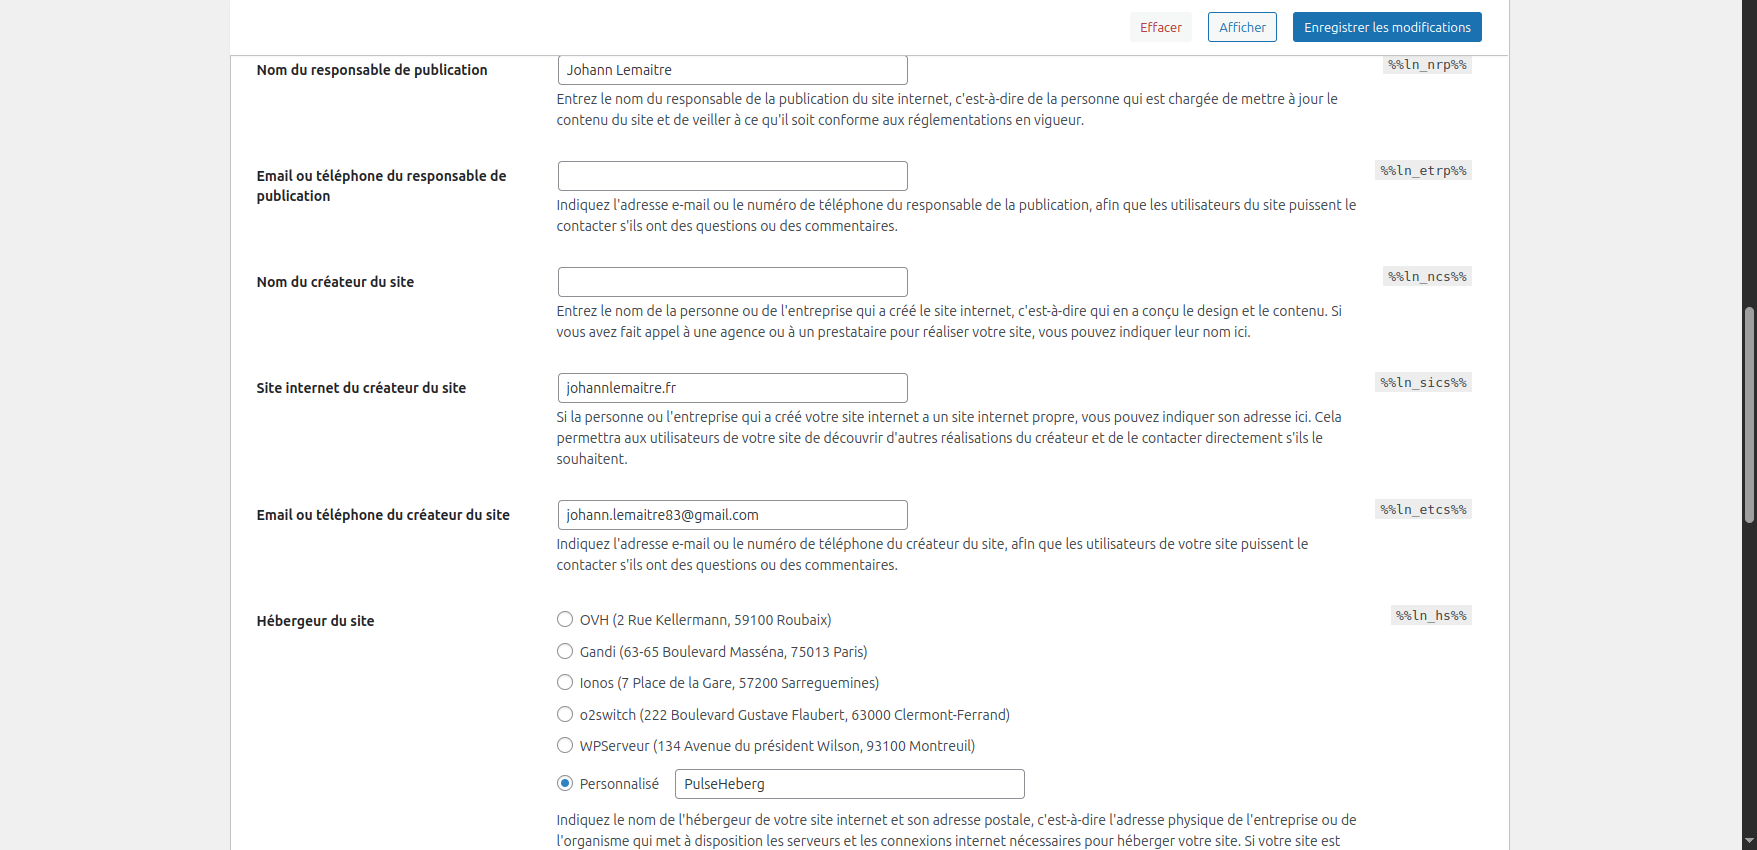 Effacer
Afficher
Enregistrer les modifications
Nom du responsable de publication
Johann Lemaitre
%%ln_nrp%%
Entrez le nom du responsable de la publication du site internet, c'est-à-dire de la personne qui est chargée de mettre à jour le
contenu du site et de veiller à ce qu'il soit conforme aux réglementations en vigueur.
Email ou téléphone du responsable de
publication
%%ln_etrp%%
Indiquez l'adresse e-mail ou le numéro de téléphone du responsable de la publication, afin que les utilisateurs du site puissent le
contacter s'ils ont des questions ou des commentaires.
Nom du créateur du site
%%ln_ncs%%
Entrez le nom de la personne ou de l'entreprise qui a créé le site internet, c'est-à-dire qui en a conçu le design et le contenu. Si
vous avez fait appel à une agence ou à un prestataire pour réaliser votre site, vous pouvez indiquer leur nom ici.
Site internet du créateur du site
johannlemaitre.fr
%%ln_sics%%
Si la personne ou l'entreprise qui a créé votre site internet a un site internet propre, vous pouvez indiquer son adresse ici. Cela
permettra aux utilisateurs de votre site de découvrir d'autres réalisations du créateur et de le contacter directement s'ils le
souhaitent.
Email ou téléphone du créateur du site
johann.lemaitre83@gmail.com
%%ln_etcs%%
Indiquez l'adresse e-mail ou le numéro de téléphone du créateur du site, afin que les utilisateurs de votre site puissent le
contacter s'ils ont des questions ou des commentaires.
Hébergeur du site
%%ln_hs%%
OVH (2 Rue Kellermann, 59100 Roubaix)
Gandi (63-65 Boulevard Masséna, 75013 Paris)
Ionos (7 Place de la Gare, 57200 Sarreguemines)
o2switch (222 Boulevard Gustave Flaubert, 63000 Clermont-Ferrand)
WPServeur (134 Avenue du président Wilson, 93100 Montreuil)
Personnalisé
PulseHeberg
Indiquez le nom de l'hébergeur de votre site internet et son adresse postale, c'est-à-dire l'adresse physique de l'entreprise ou de
l'organisme qui met à disposition les serveurs et les connexions internet nécessaires pour héberger votre site. Si votre site est